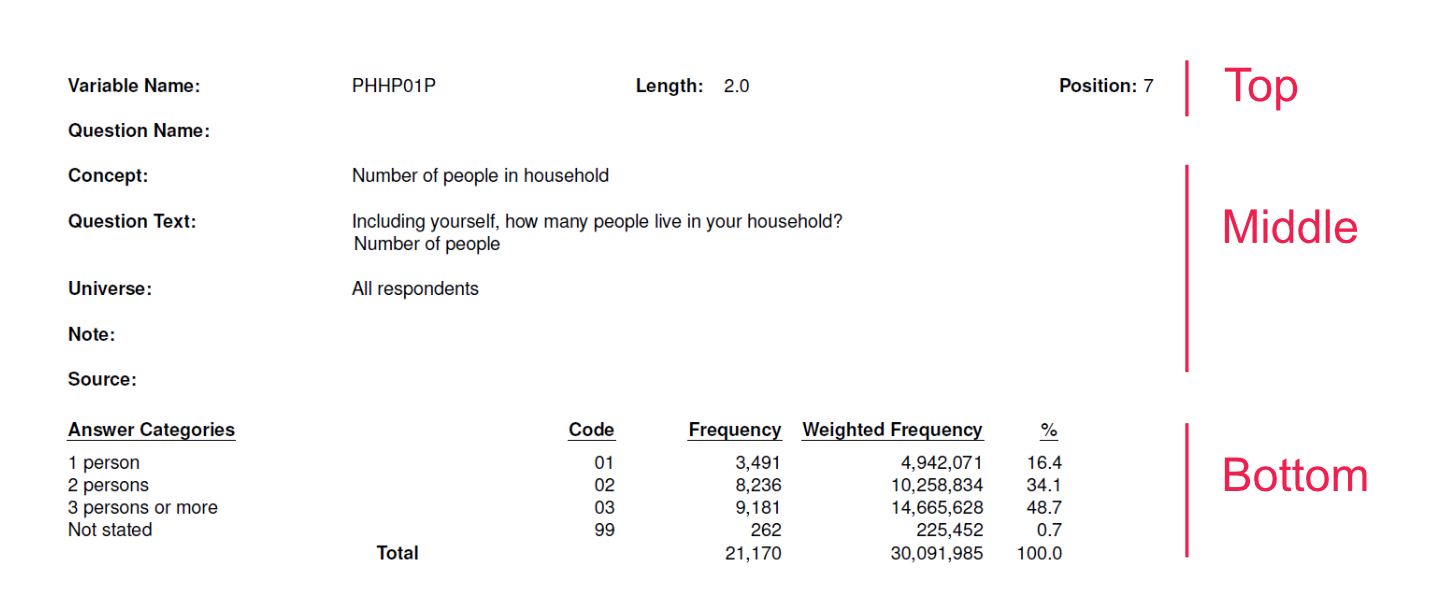 Variable Name: PHHP01P Length: 2.0 Position: 7 Top
Question Name:
Concept: Number of people in household
Question Text: Including yourself, how many people live in your household? Middle
Number of people
Universe: All respondents
Note:
Source:
Answer Categories Code Frequency Weighted Frequency %
1 person 01 3,491 4,942,071 16.4
Bottom
2 persons 02 8,236 10,258,834 34.1
3 persons or more 03 9,181 14,665,628 48.7
Not stated 99 262 225,452 0.7
Total 21,170 30,091,985 100.0